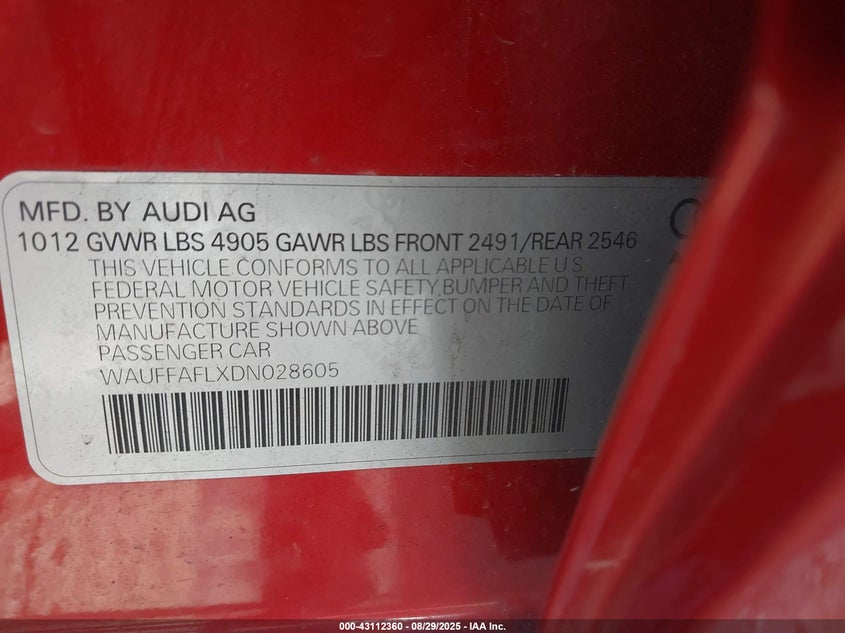 MFD. BY AUDI AG
1012 GVWR LBS 4905 GAWR LBS FRONT 2491/REAR 2546
THIS VEHICLE CONFORMS TO ALL APPLICABLE U S
FEDERAL MOTOR VEHICLE SAFETY, BUMPER AND THEFT
PREVENTION STANDARDS IN EFFECT ON THE DATE OF
MANUFACTURE SHOWN ABOVE
PASSENGER CAR
WAUFFAFLXDN028605
000-43112360 - 08/29/2025 - IAA Inc.